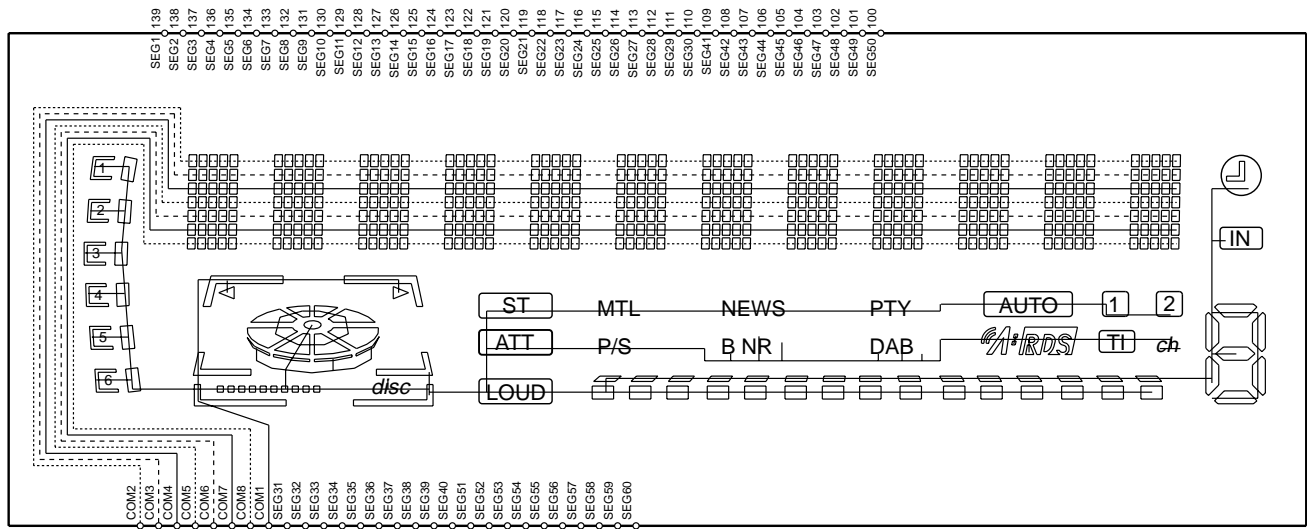 SEG1 139
SEG2 138
SEG3 137
SEG4 136
SEG5 135
SEG6 134
SEG7 133
SEG8 132
SEG9 131
SEG10 130
SEG11 129
SEG12 128
SEG13 127
SEG14 126
SEG15 125
SEG16 124
SEG17 123
SEG18 122
SEG19 121
SEG20 120
SEG21 119
SEG22 118
SEG23 117
SEG24 116
SEG25 115
SEG26 114
SEG27 113
SEG28 112
SEG29 111
SEG30 110
SEG41 109
SEG42 108
SEG43 107
SEG44 106
SEG45 105
SEG46 104
SEG47 103
SEG48 102
SEG49 101
SEG50 100
1
2
3
4
5
6
IN
ST MTL NEWS PTY AUTO 1 2
ATT P/S B NR DAB RDS TI ch
disc LOUD
COM2
COM3
COM4
COM5
COM6
COM7
COM8
COM1
SEG31
SEG32
SEG33
SEG34
SEG35
SEG36
SEG37
SEG38
SEG39
SEG40
SEG51
SEG52
SEG53
SEG54
SEG55
SEG56
SEG57
SEG58
SEG59
SEG60